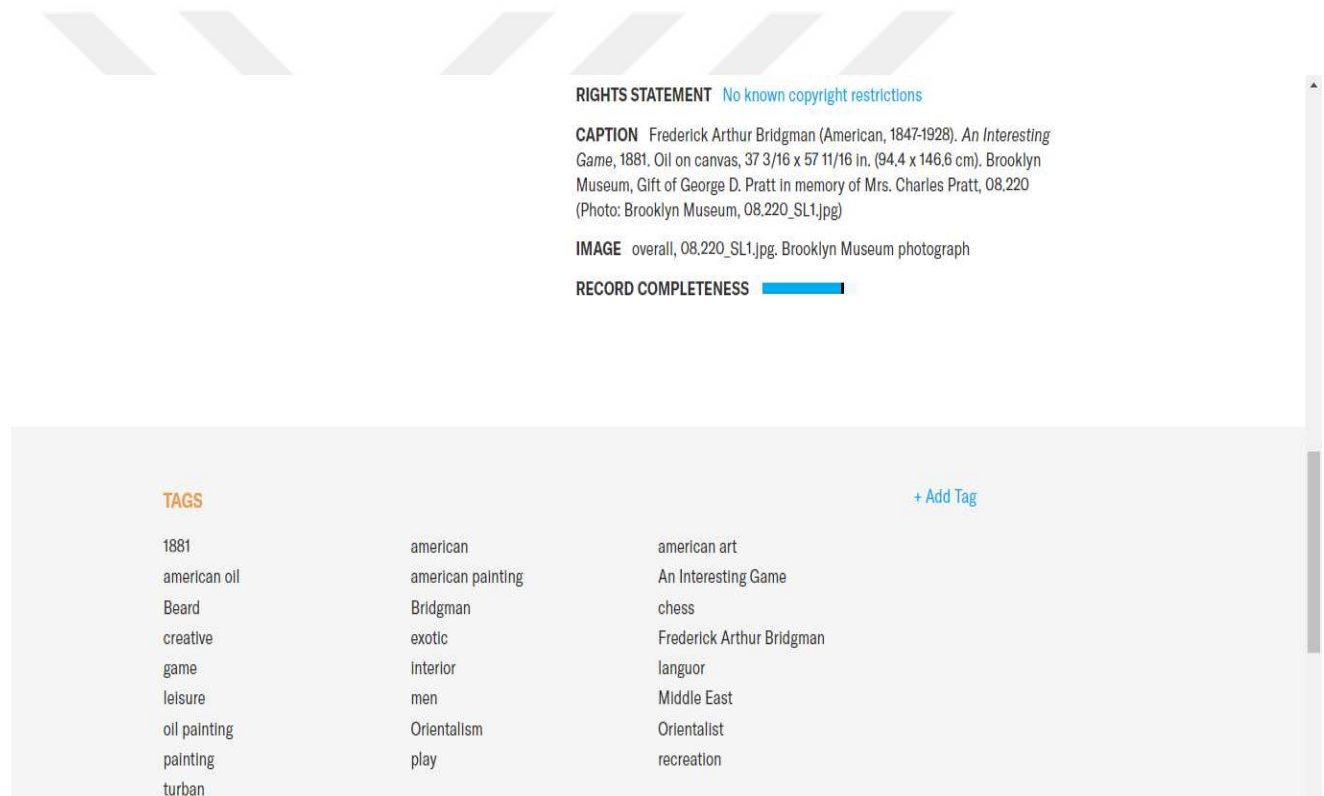 RIGHTS STATEMENT No known copyright restrictions
CAPTION Frederick Arthur Bridgman (American, 1847-1928). An Interesting
Game, 1881. Oil on canvas, 37 3/16 x 57 11/16 in. (94.4 x 146.6 cm). Brooklyn
Museum, Gift of George D. Pratt in memory of Mrs. Charles Pratt, 08.220
(Photo: Brooklyn Museum, 08.220_SL1.jpg)
IMAGE overall, 08.220_SL1.jpg. Brooklyn Museum photograph
RECORD COMPLETENESS
TAGS + Add Tag
1881 american american art
american oil american painting An Interesting Game
Beard Bridgman chess
creative exotic Frederick Arthur Bridgman
game interior languor
leisure men Middle East
oil painting Orientalism Orientalist
painting play recreation
turban